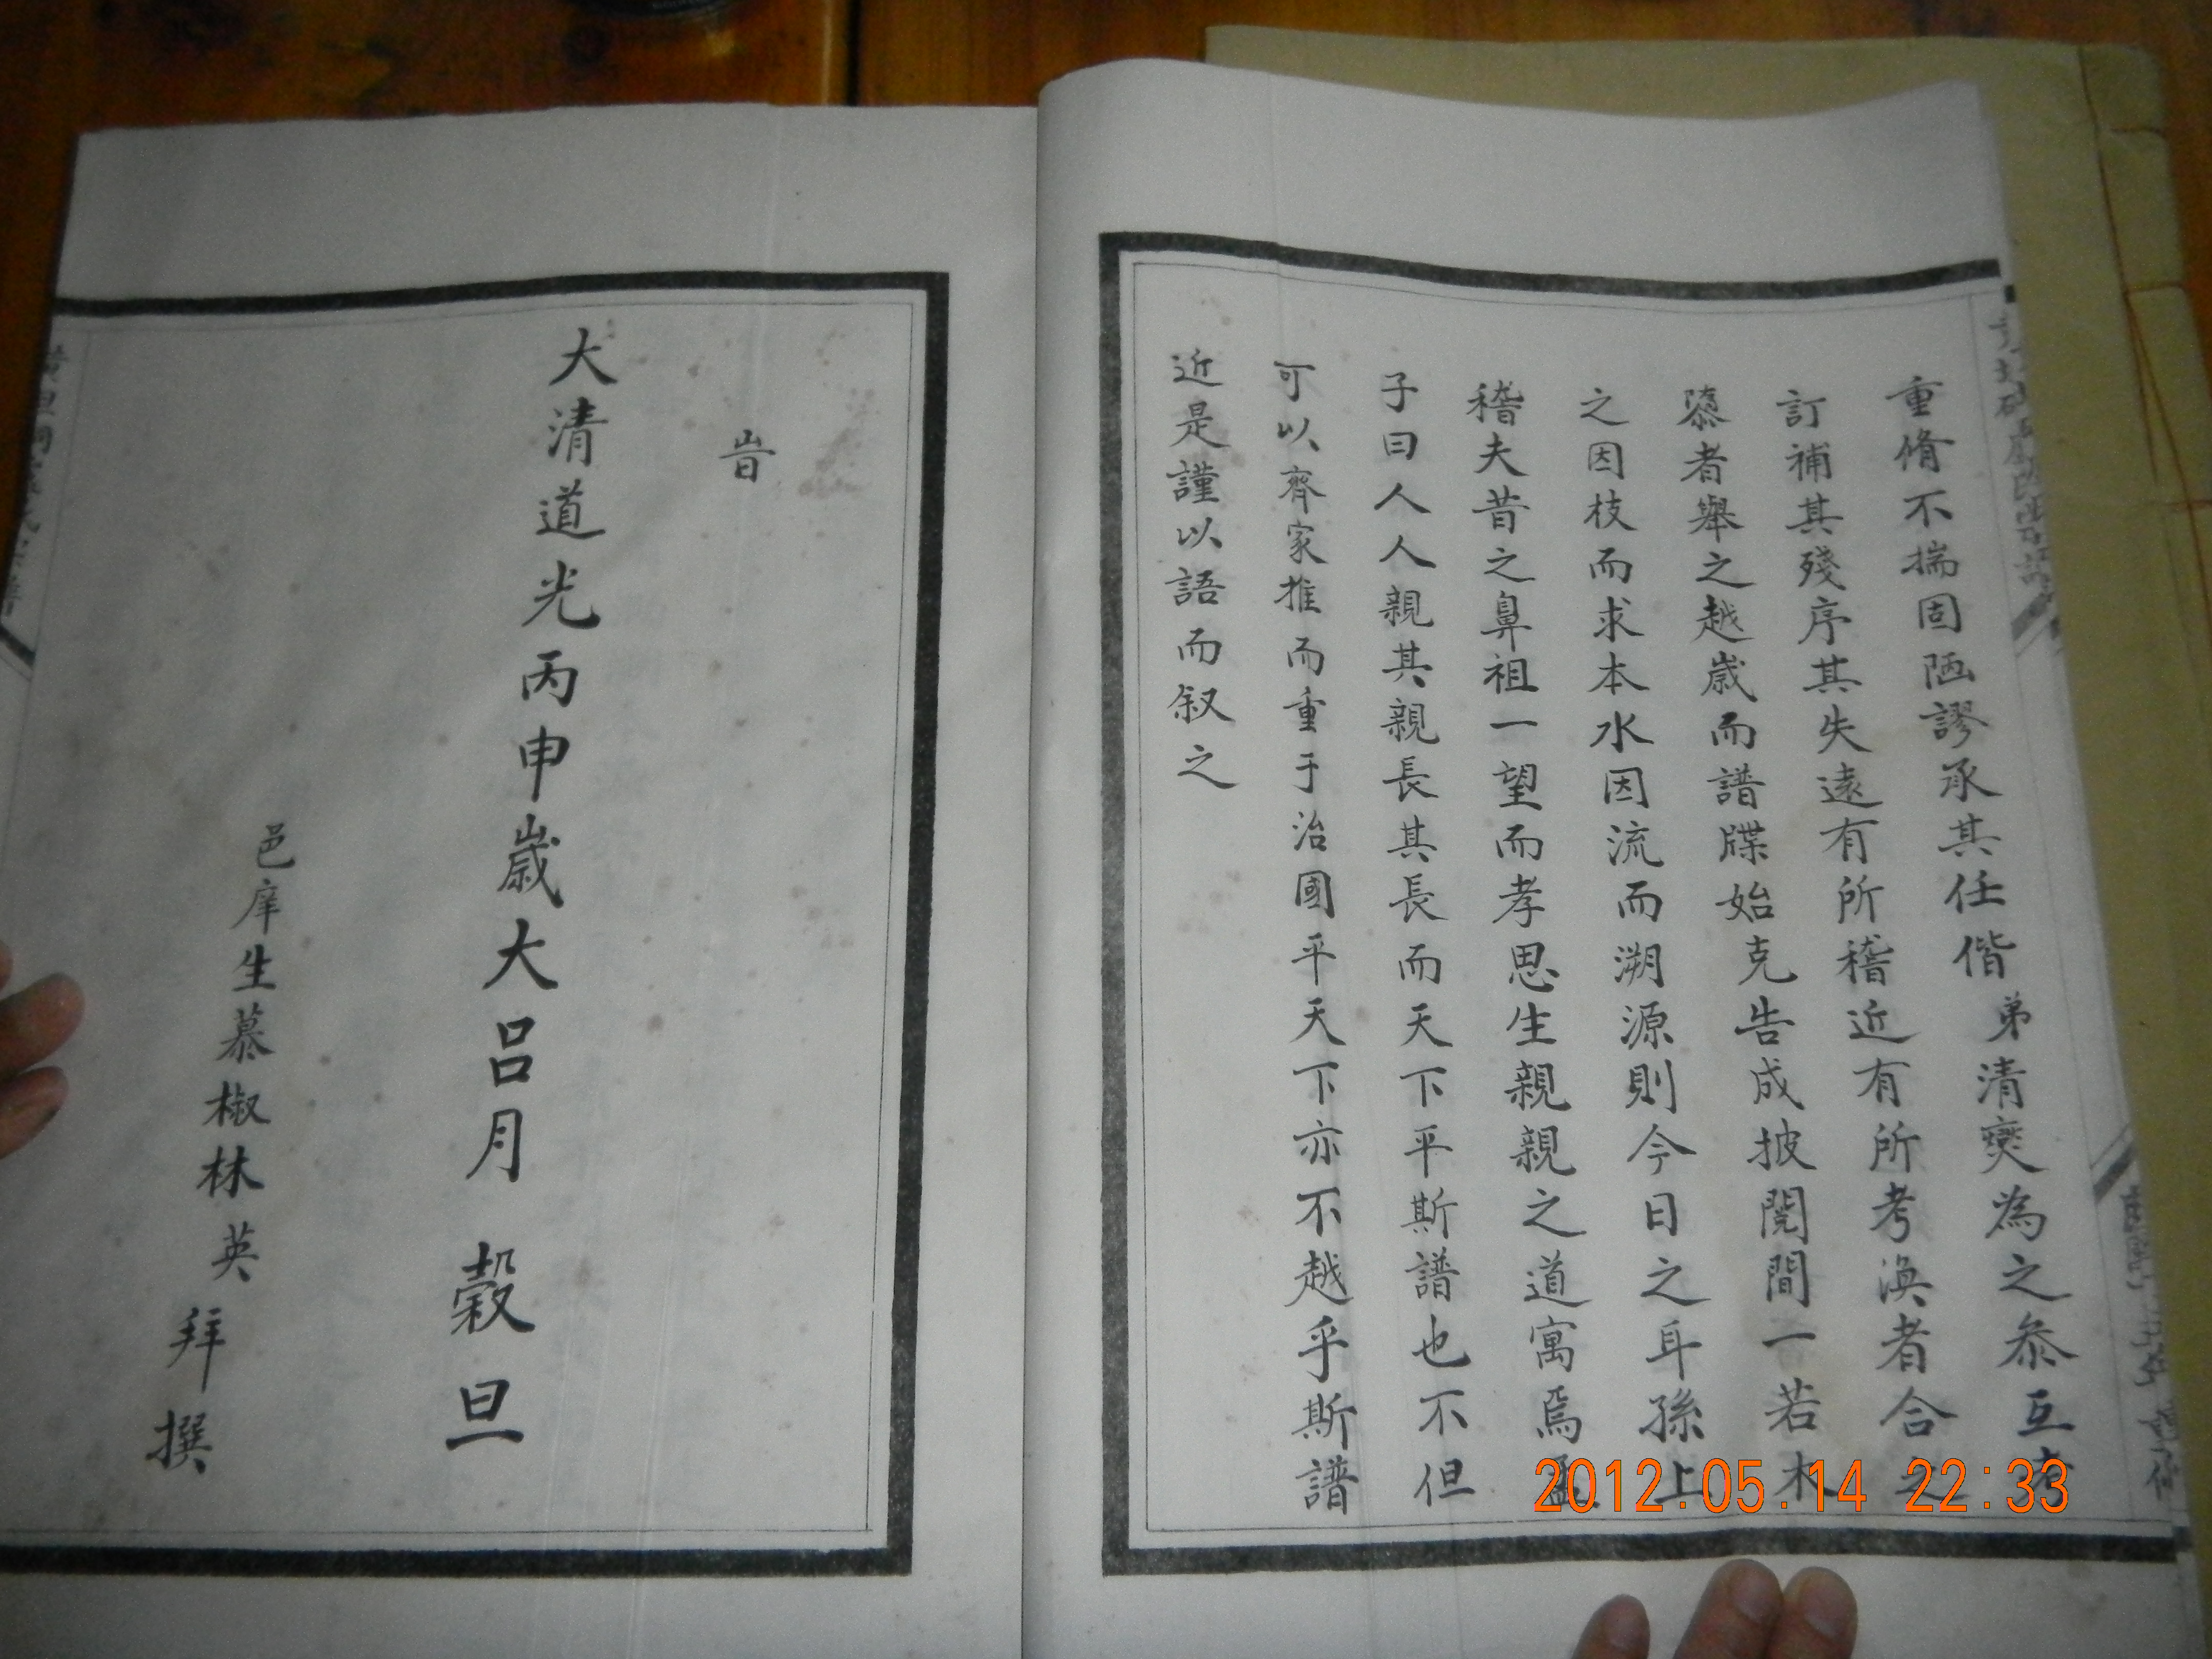 重脩不揣固陋謬承其任偕弟清爕為之叅互考
訂補其殘序其失遠有所稽近有所考渙者合之
隳者舉之越歲而譜牒始克告成披閱間一若木
之因枝而求本水因流而溯源則今日之耳孫上
稽夫昔之鼻祖一望而孝思生親親之道寓焉孟
子曰人人親其親長其長而天下平斯譜也不但
可以齊家推而重于治國平天下亦不越乎斯譜
近是謹以語而叙之
旹
大清道光丙申歲大呂月 穀旦
邑庠生慕椒林英拜撰
2012.05.14 22:33